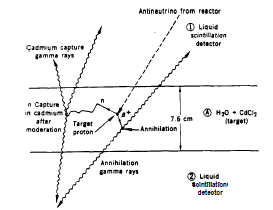 Antineutrino from reactor
① Liquid
scintillation
detector
Cadmium capture
gamma rays
n Capture
in cadmium
after
moderation
n
β+
Target
proton
7.6 cm
Ⓐ H₂O + CdCl₂
(target)
Annihilation
Annihilation
gamma rays
② Liquid
scintillation
detector